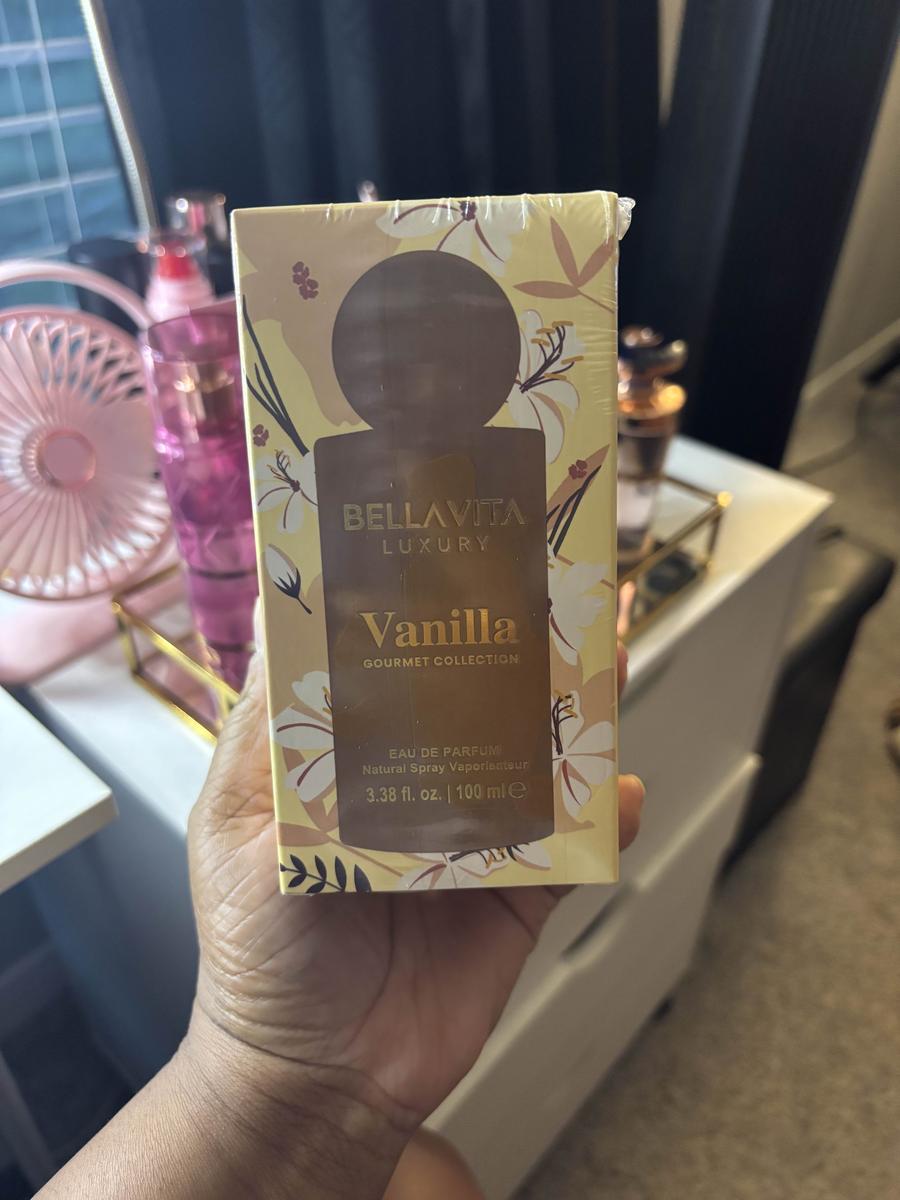 BELLAVITA
LUXURY
Vanilla
GOURMET COLLECTION
EAU DE PARFUM
Natural Spray Vaporisateur
3.38 fl. oz. | 100 ml ℮